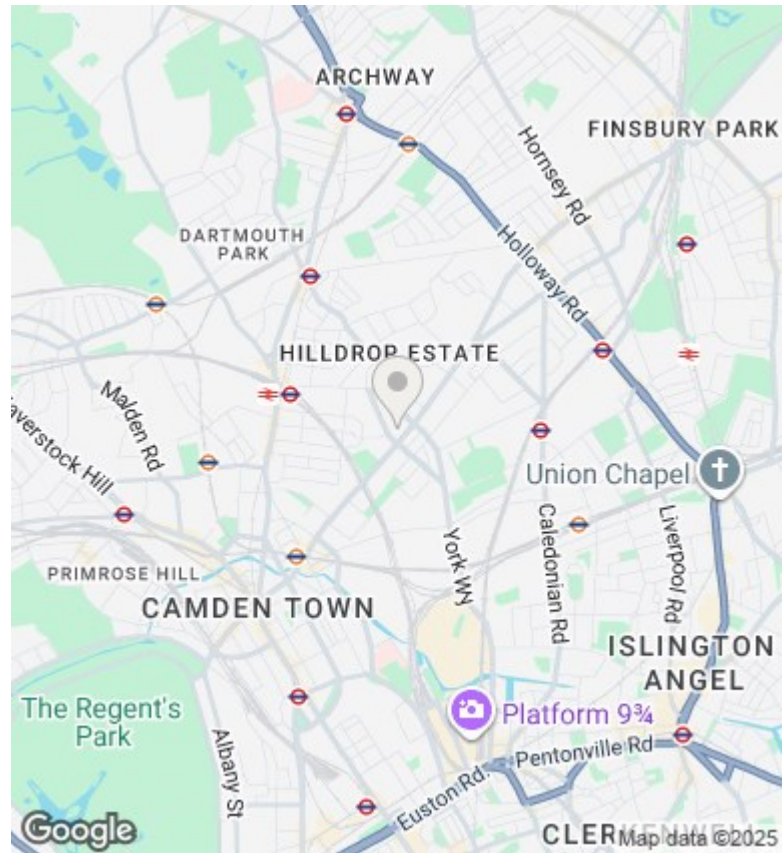 ARCHWAY
FINSBURY PARK
Hornsey Rd
DARTMOUTH
PARK
Holloway Rd
HILLDROP ESTATE
Malden Rd
averstock Hill
Union Chapel
York WY
Caledonian Rd
Liverpool Rd
PRIMROSE HILL
CAMDEN TOWN
ISLINGTON
ANGEL
The Regent's
Park
Platform 9¾
Albany St
Pentonville Rd
Euston Rd.
CLERKENWELL
Google
Map data ©2025